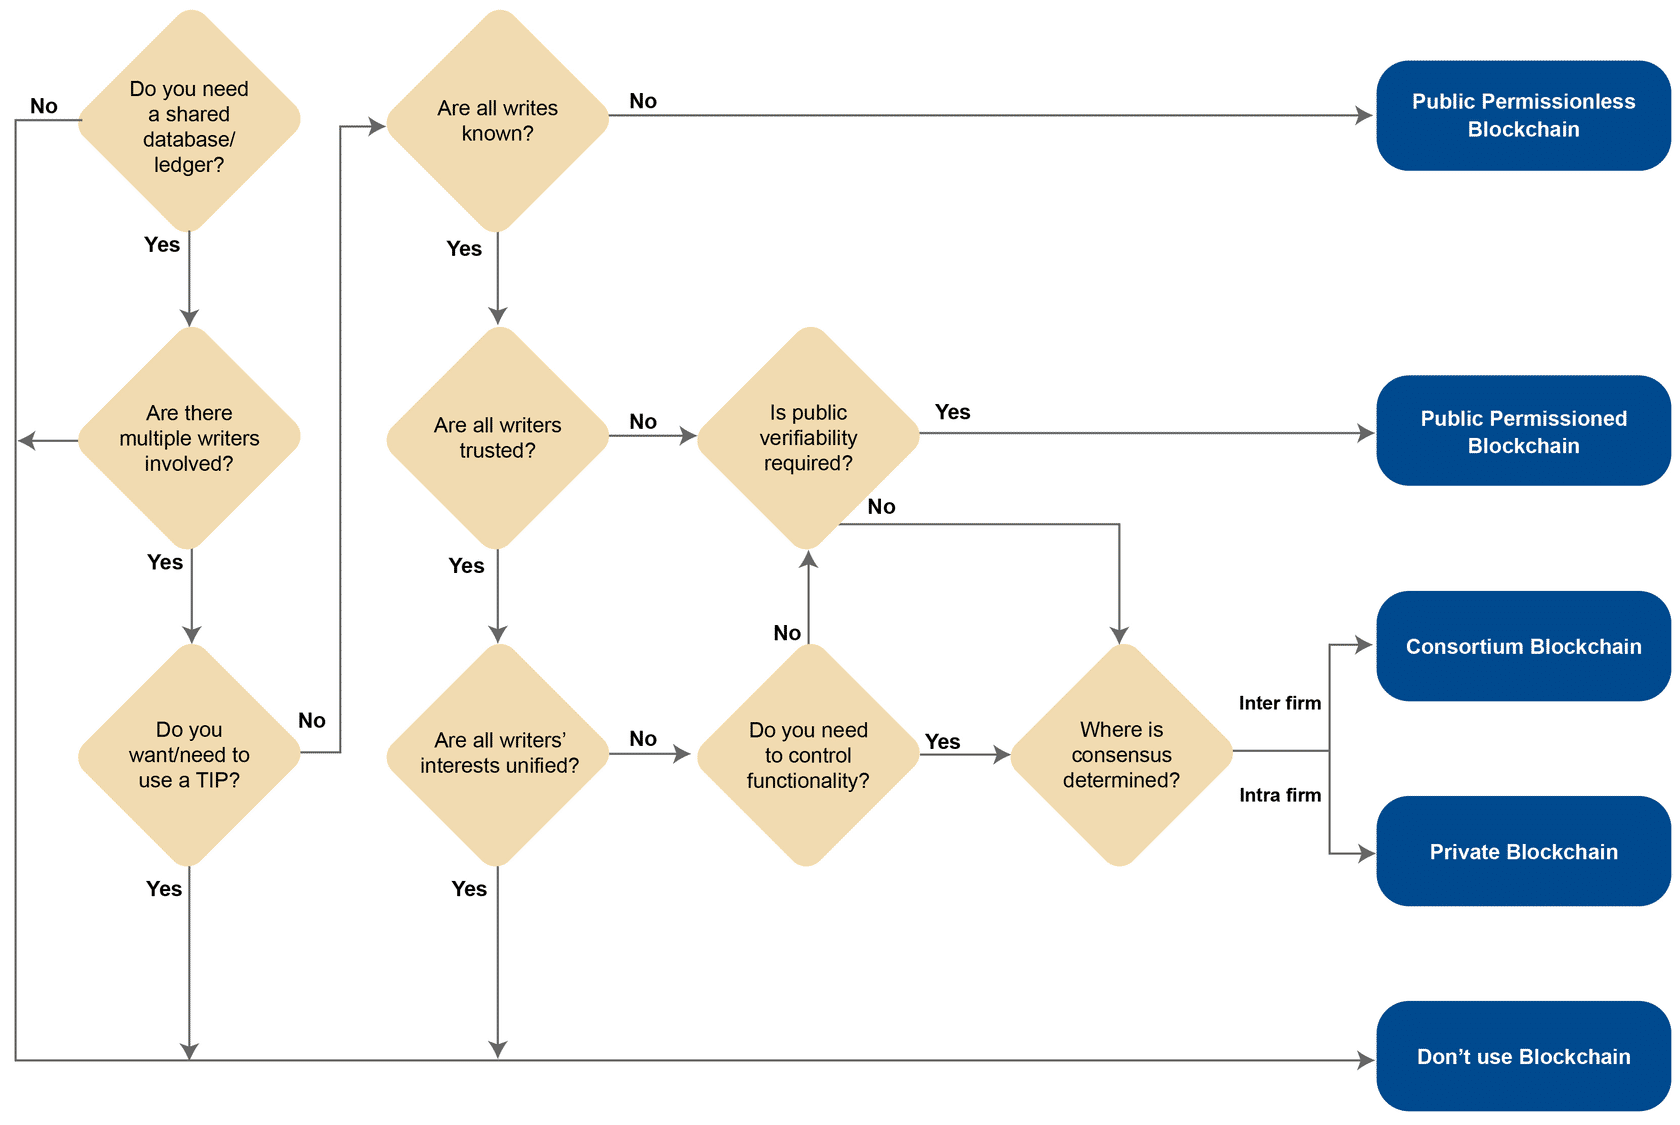 Do you need
a shared
database/
ledger?
No
Yes
Are all writes
known?
No
Yes
Public Permissionless
Blockchain
Are there
multiple writers
involved?
Yes
Are all writers
trusted?
No
Yes
Is public
verifiability
required?
Yes
No
Public Permissioned
Blockchain
Do you
want/need to
use a TIP?
No
Yes
Are all writers’
interests unified?
No
Yes
Do you need
to control
functionality?
No
Yes
Where is
consensus
determined?
Inter firm
Intra firm
Consortium Blockchain
Private Blockchain
Don’t use Blockchain